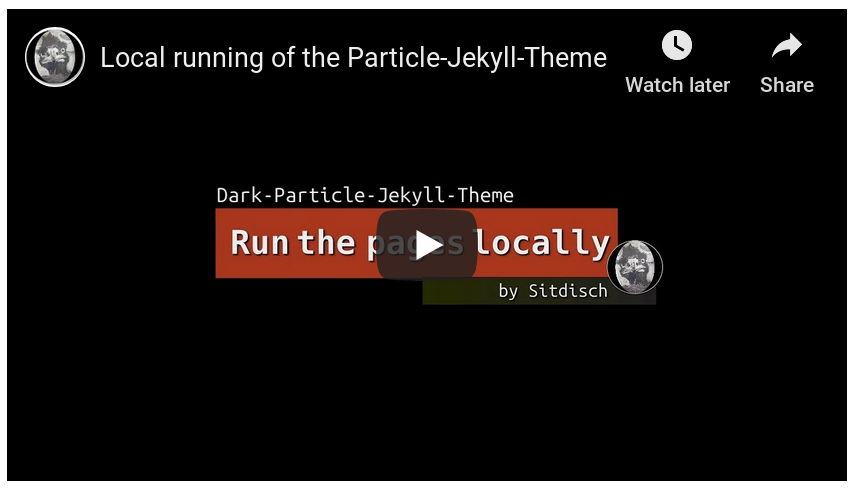 Local running of the Particle-Jekyll-Theme
Watch later
Share
Dark-Particle-Jekyll-Theme
Run the pages locally
by Sitdisch